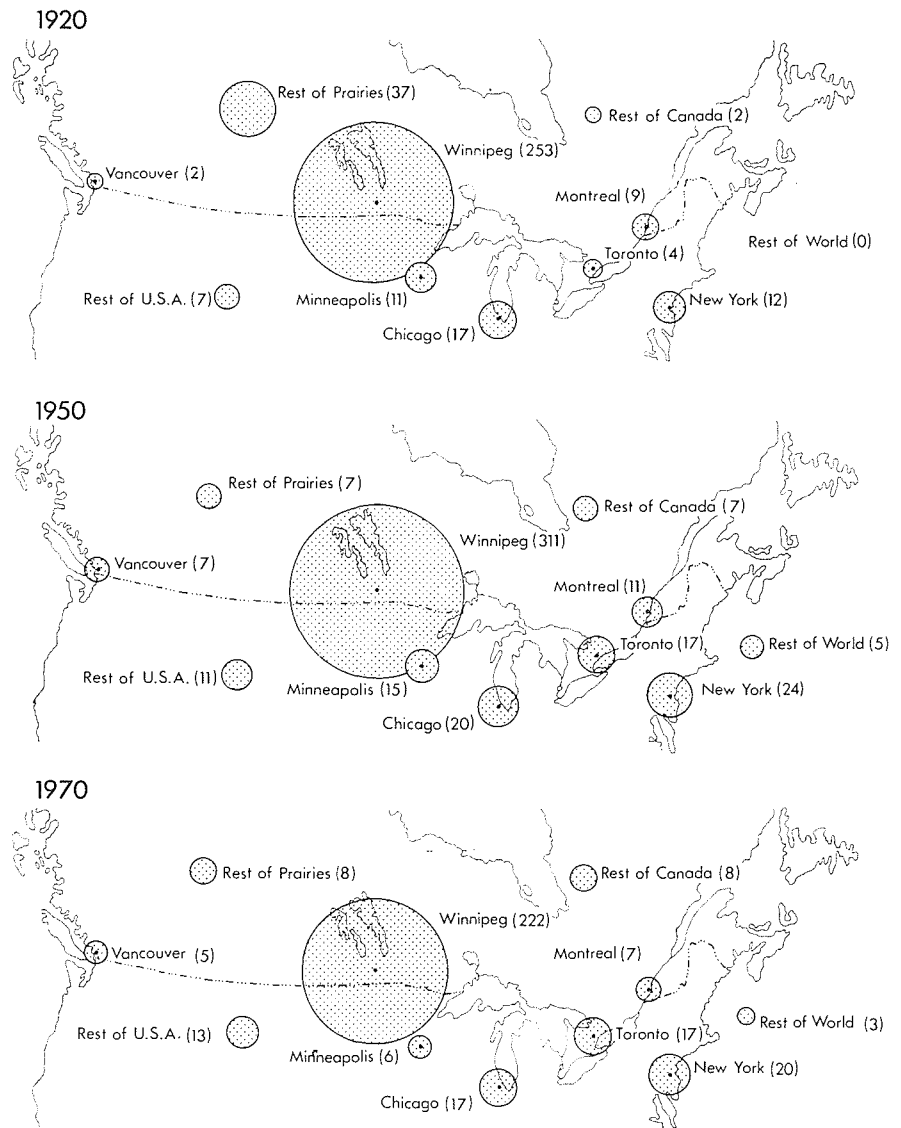 1920
Rest of Prairies (37)
Rest of Canada (2)
Winnipeg (253)
Vancouver (2)
Montreal (9)
Rest of World (0)
Toronto (4)
Rest of U.S.A. (7)
Minneapolis (11)
New York (12)
Chicago (17)
1950
Rest of Prairies (7)
Rest of Canada (7)
Winnipeg (311)
Vancouver (7)
Montreal (11)
Toronto (17)
Rest of World (5)
Rest of U.S.A. (11)
Minneapolis (15)
New York (24)
Chicago (20)
1970
Rest of Prairies (8)
Rest of Canada (8)
Winnipeg (222)
Vancouver (5)
Montreal (7)
Rest of World (3)
Rest of U.S.A. (13)
Toronto (17)
Minneapolis (6)
New York (20)
Chicago (17)